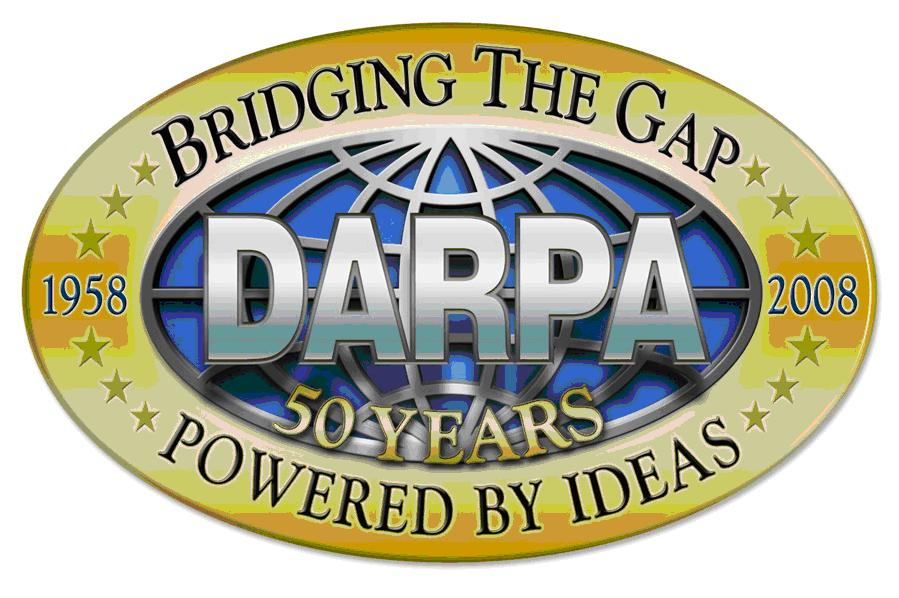 BRIDGING THE GAP
1958
DARPA
2008
50 YEARS
POWERED BY IDEAS